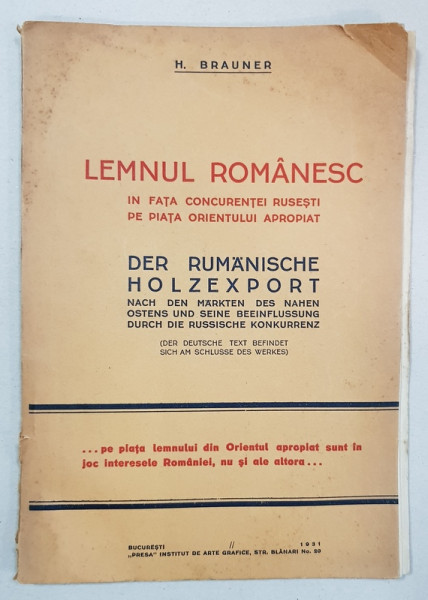 H. BRAUNER
LEMNUL ROMÂNESC
IN FAȚA CONCURENȚEI RUSEȘTI
PE PIAȚA ORIENTULUI APROPIAT
DER RUMÄNISCHE
HOLZEXPORT
NACH DEN MÄRKTEN DES NAHEN
OSTENS UND SEINE BEEINFLUSSUNG
DURCH DIE RUSSISCHE KONKURRENZ
(DER DEUTSCHE TEXT BEFINDET
SICH AM SCHLUSSE DES WERKES)
...pe piața lemnului din Orientul apropiat sunt în
joc interesele României, nu și ale altora...
BUCUREȘTI // 1931
„PRESA" INSTITUT DE ARTE GRAFICE, STR. BLĂNARI No.